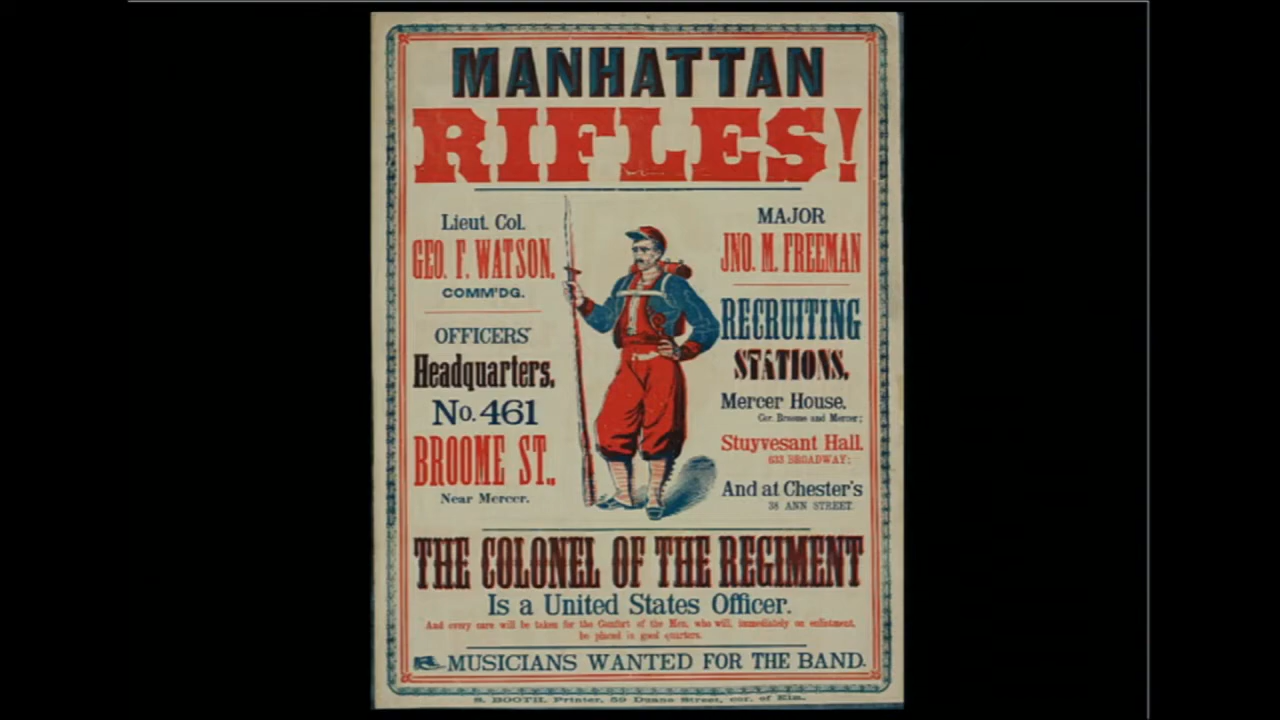 MANHATTAN
RIFLES!
Lieut. Col.
GEO. F. WATSON,
COMM'DG.
OFFICERS'
Headquarters,
No. 461
BROOME ST.,
Near Mercer.
MAJOR
JNO. M. FREEMAN
RECRUITING
STATIONS.
Mercer House,
Cor. Broome and Mercer;
Stuyvesant Hall.
633 BROADWAY;
And at Chester's
38 ANN STREET.
THE COLONEL OF THE REGIMENT
Is a United States Officer.
And every care will be taken for the Comfort of the Men, who will, immediately on enlistment,
be placed in good quarters.
MUSICIANS WANTED FOR THE BAND.
S. BOOTH, Printer, 59 Duane Street, cor. of Elm.